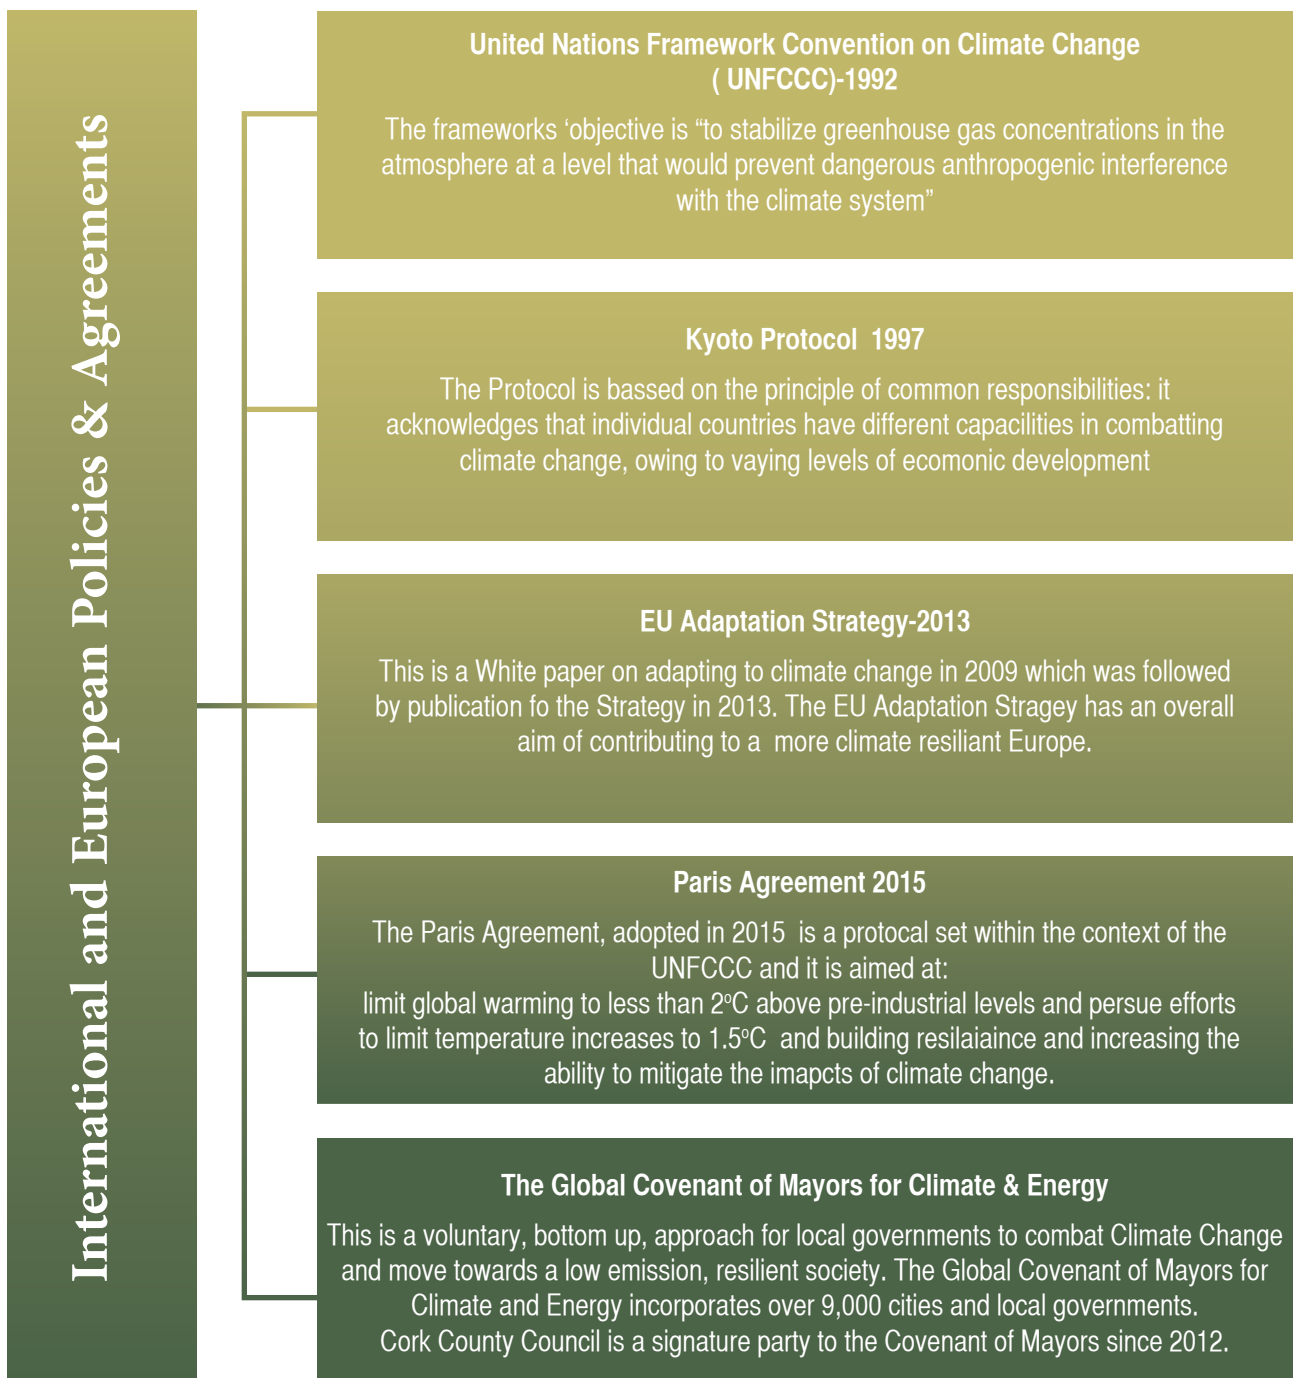 International and European Policies & Agreements
United Nations Framework Convention on Climate Change
( UNFCCC)-1992
The frameworks ‘objective is “to stabilize greenhouse gas concentrations in the
atmosphere at a level that would prevent dangerous anthropogenic interference
with the climate system”
Kyoto Protocol 1997
The Protocol is bassed on the principle of common responsibilities: it
acknowledges that individual countries have different capacilities in combatting
climate change, owing to vaying levels of ecomonic development
EU Adaptation Strategy-2013
This is a White paper on adapting to climate change in 2009 which was followed
by publication fo the Strategy in 2013. The EU Adaptation Stragey has an overall
aim of contributing to a more climate resiliant Europe.
Paris Agreement 2015
The Paris Agreement, adopted in 2015 is a protocal set within the context of the
UNFCCC and it is aimed at:
limit global warming to less than 2ºC above pre-industrial levels and persue efforts
to limit temperature increases to 1.5ºC and building resilaiaince and increasing the
ability to mitigate the imapcts of climate change.
The Global Covenant of Mayors for Climate & Energy
This is a voluntary, bottom up, approach for local governments to combat Climate Change
and move towards a low emission, resilient society. The Global Covenant of Mayors for
Climate and Energy incorporates over 9,000 cities and local governments.
Cork County Council is a signature party to the Covenant of Mayors since 2012.